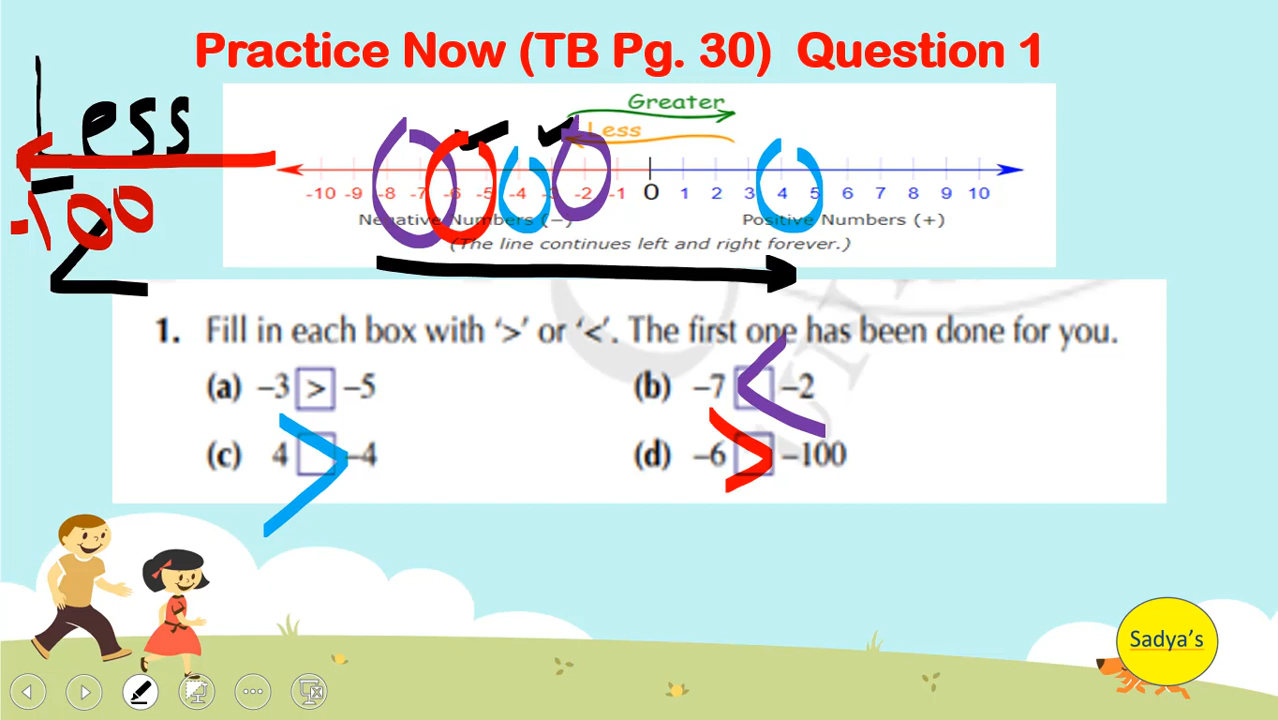 Practice Now (TB Pg. 30) Question 1
Less
-100
Greater
Less
-10 -9 -8 -7 -6 -5 -4 -3 -2 -1 0 1 2 3 4 5 6 7 8 9 10
Negative Numbers (−) Positive Numbers (+)
(The line continues left and right forever.)
1. Fill in each box with '>' or '<'. The first one has been done for you.
(a) –3 > –5 (b) –7 < –2
(c) 4 > –4 (d) –6 > –100
Sadya's